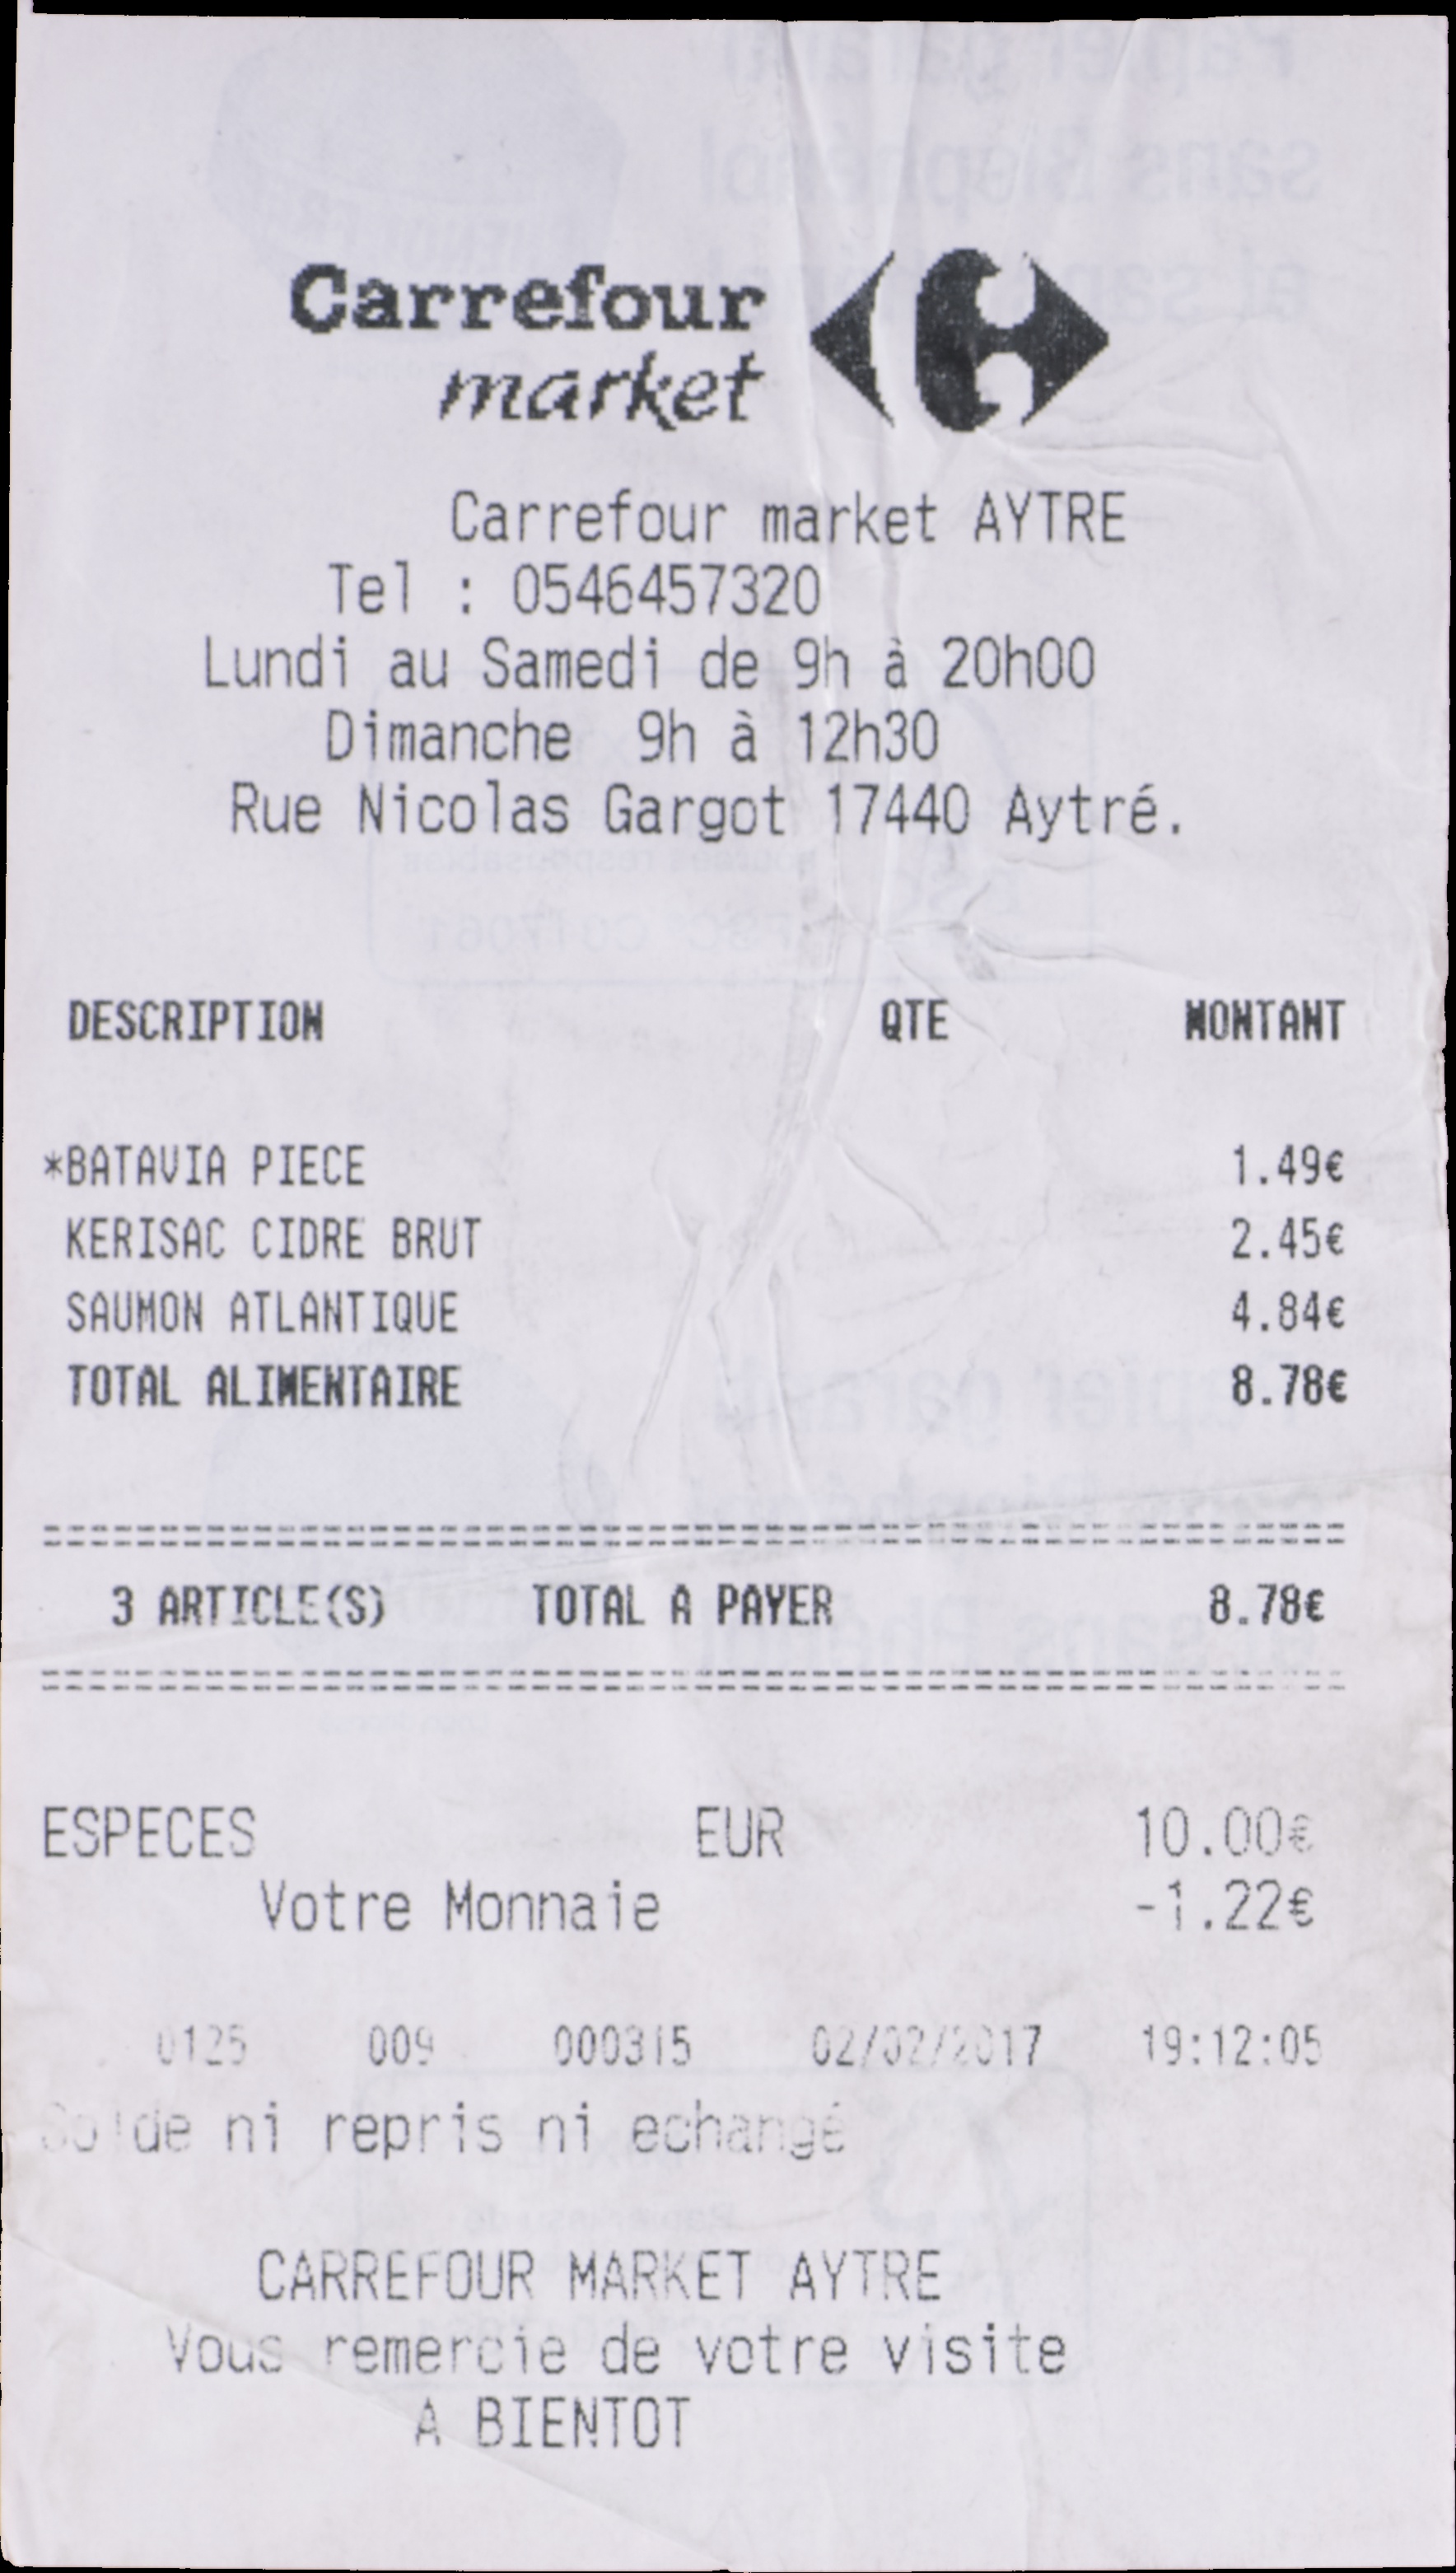 Carrefour
market
Carrefour market AYTRE
Tel : 0546457320
Lundi au Samedi de 9h à 20h00
Dimanche 9h à 12h30
Rue Nicolas Gargot 17440 Aytré.
DESCRIPTION QTE MONTANT
*BATAVIA PIECE 1.49€
KERISAC CIDRE BRUT 2.45€
SAUMON ATLANTIQUE 4.84€
TOTAL ALIMENTAIRE 8.78€
3 ARTICLE(S) TOTAL A PAYER 8.78€
ESPECES EUR 10.00€
Votre Monnaie -1.22€
0125 009 000315 02/02/2017 19:12:05
Solde ni repris ni echangé
CARREFOUR MARKET AYTRE
Vous remercie de votre visite
A BIENTOT